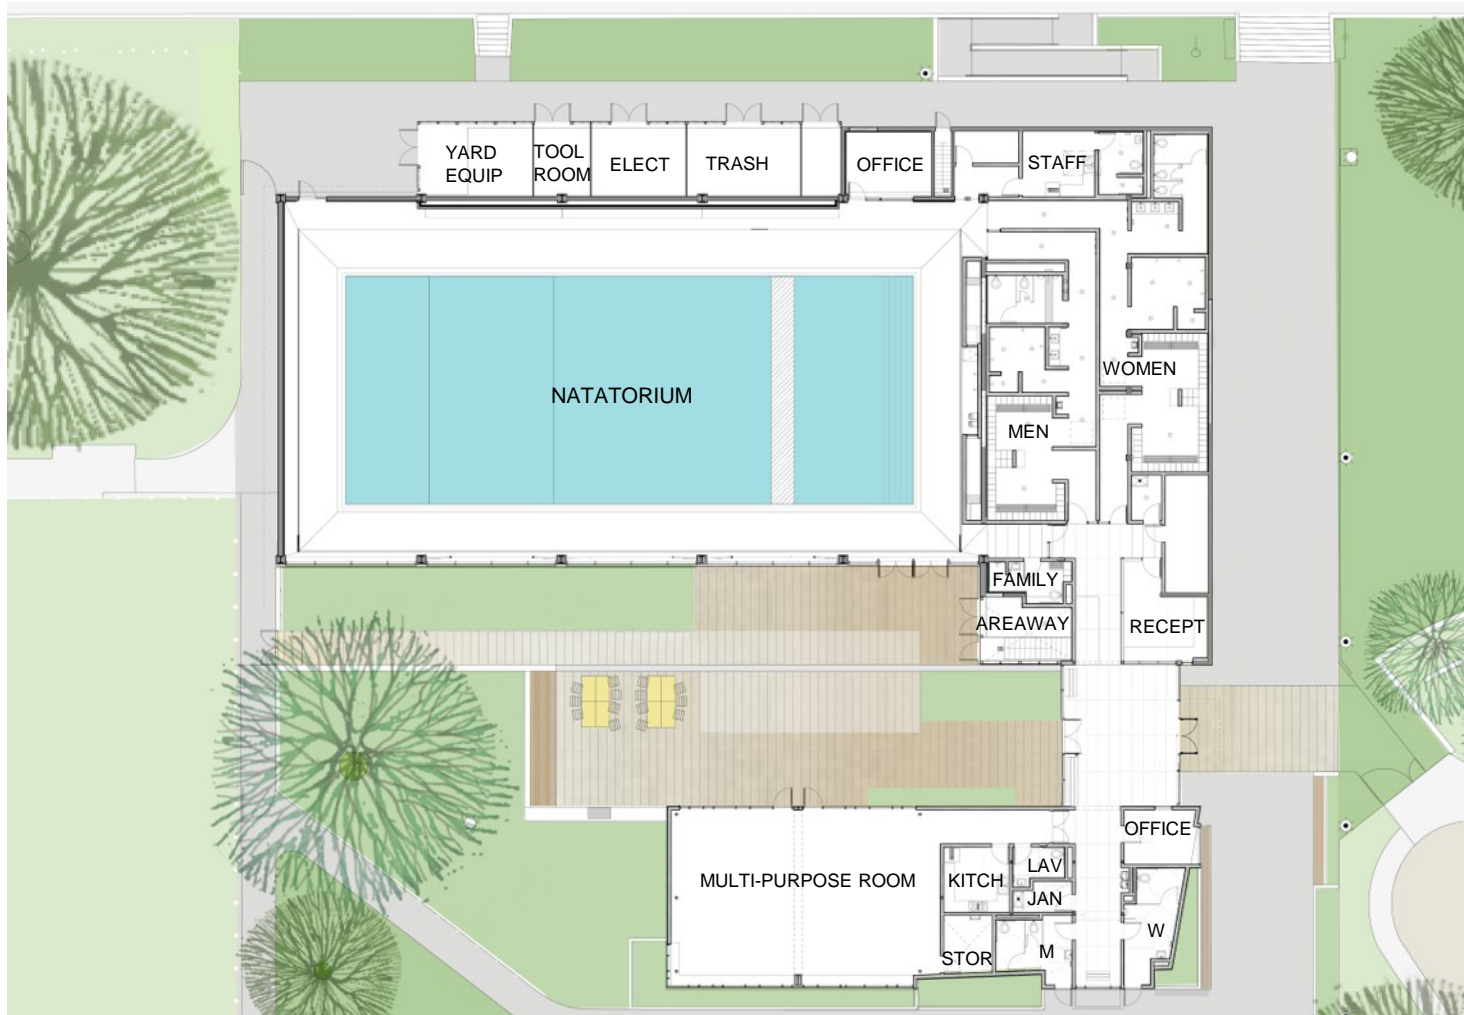 YARD
EQUIP
TOOL
ROOM
ELECT
TRASH
OFFICE
STAFF
NATATORIUM
WOMEN
MEN
FAMILY
AREAWAY
RECEPT
OFFICE
MULTI-PURPOSE ROOM
KITCH
LAV
JAN
STOR
M
W